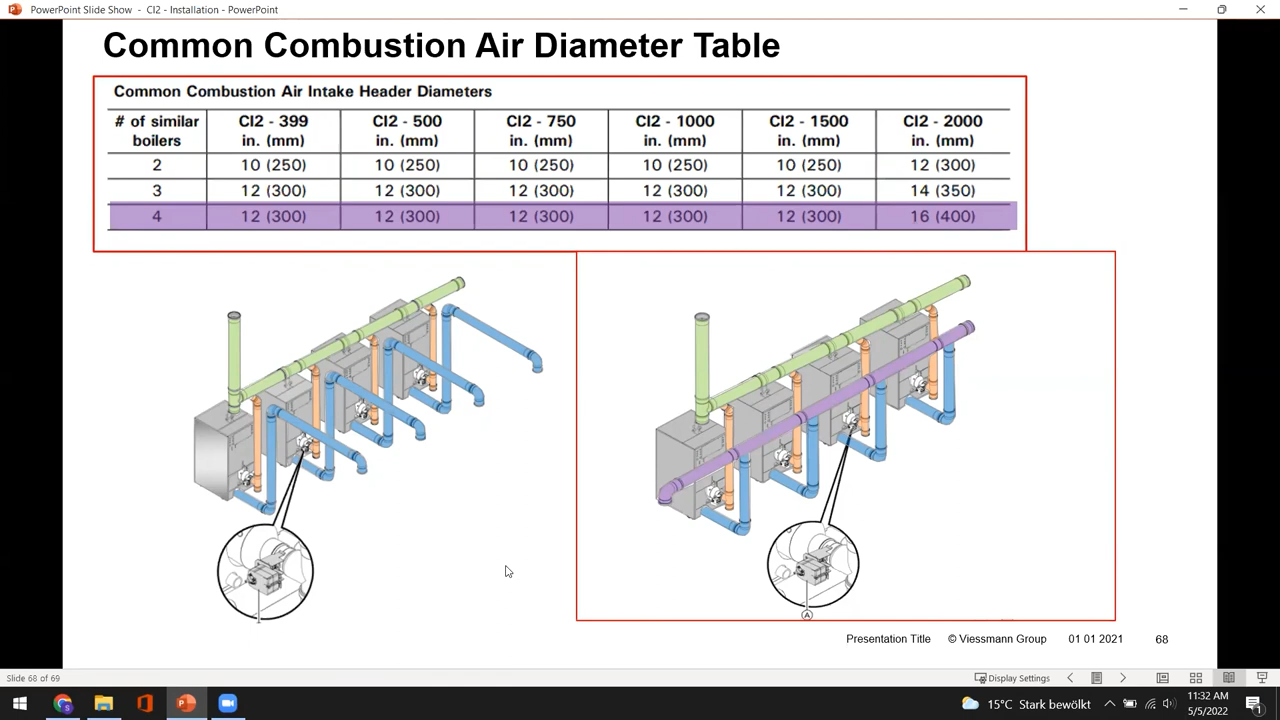 PowerPoint Slide Show - CI2 - Installation - PowerPoint
Common Combustion Air Diameter Table
Common Combustion Air Intake Header Diameters
# of similar boilers CI2 - 399 in. (mm) CI2 - 500 in. (mm) CI2 - 750 in. (mm) CI2 - 1000 in. (mm) CI2 - 1500 in. (mm) CI2 - 2000 in. (mm)
2 10 (250) 10 (250) 10 (250) 10 (250) 10 (250) 12 (300)
3 12 (300) 12 (300) 12 (300) 12 (300) 12 (300) 14 (350)
4 12 (300) 12 (300) 12 (300) 12 (300) 12 (300) 16 (400)
A
Presentation Title © Viessmann Group 01 01 2021 68
Slide 68 of 69 Display Settings
15°C Stark bewölkt 11:32 AM
5/5/2022 1